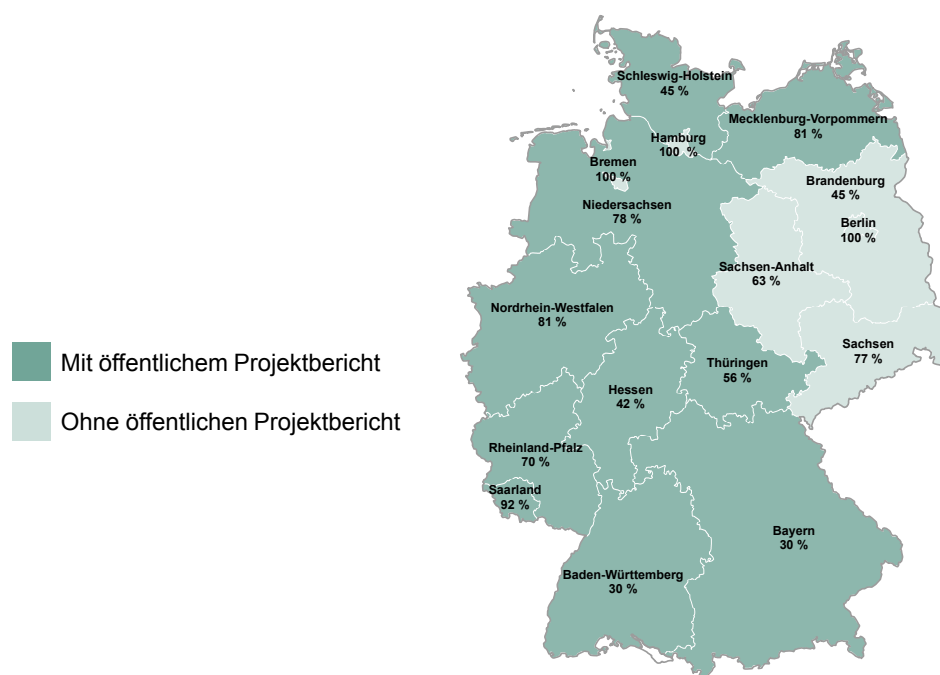 Schleswig-Holstein
45 %
Mecklenburg-Vorpommern
81 %
Hamburg
100 %
Bremen
100 %
Brandenburg
45 %
Niedersachsen
78 %
Berlin
100 %
Sachsen-Anhalt
63 %
Nordrhein-Westfalen
81 %
Sachsen
77 %
Mit öffentlichem Projektbericht
Thüringen
56 %
Hessen
42 %
Ohne öffentlichen Projektbericht
Rheinland-Pfalz
70 %
Saarland
92 %
Bayern
30 %
Baden-Württemberg
30 %